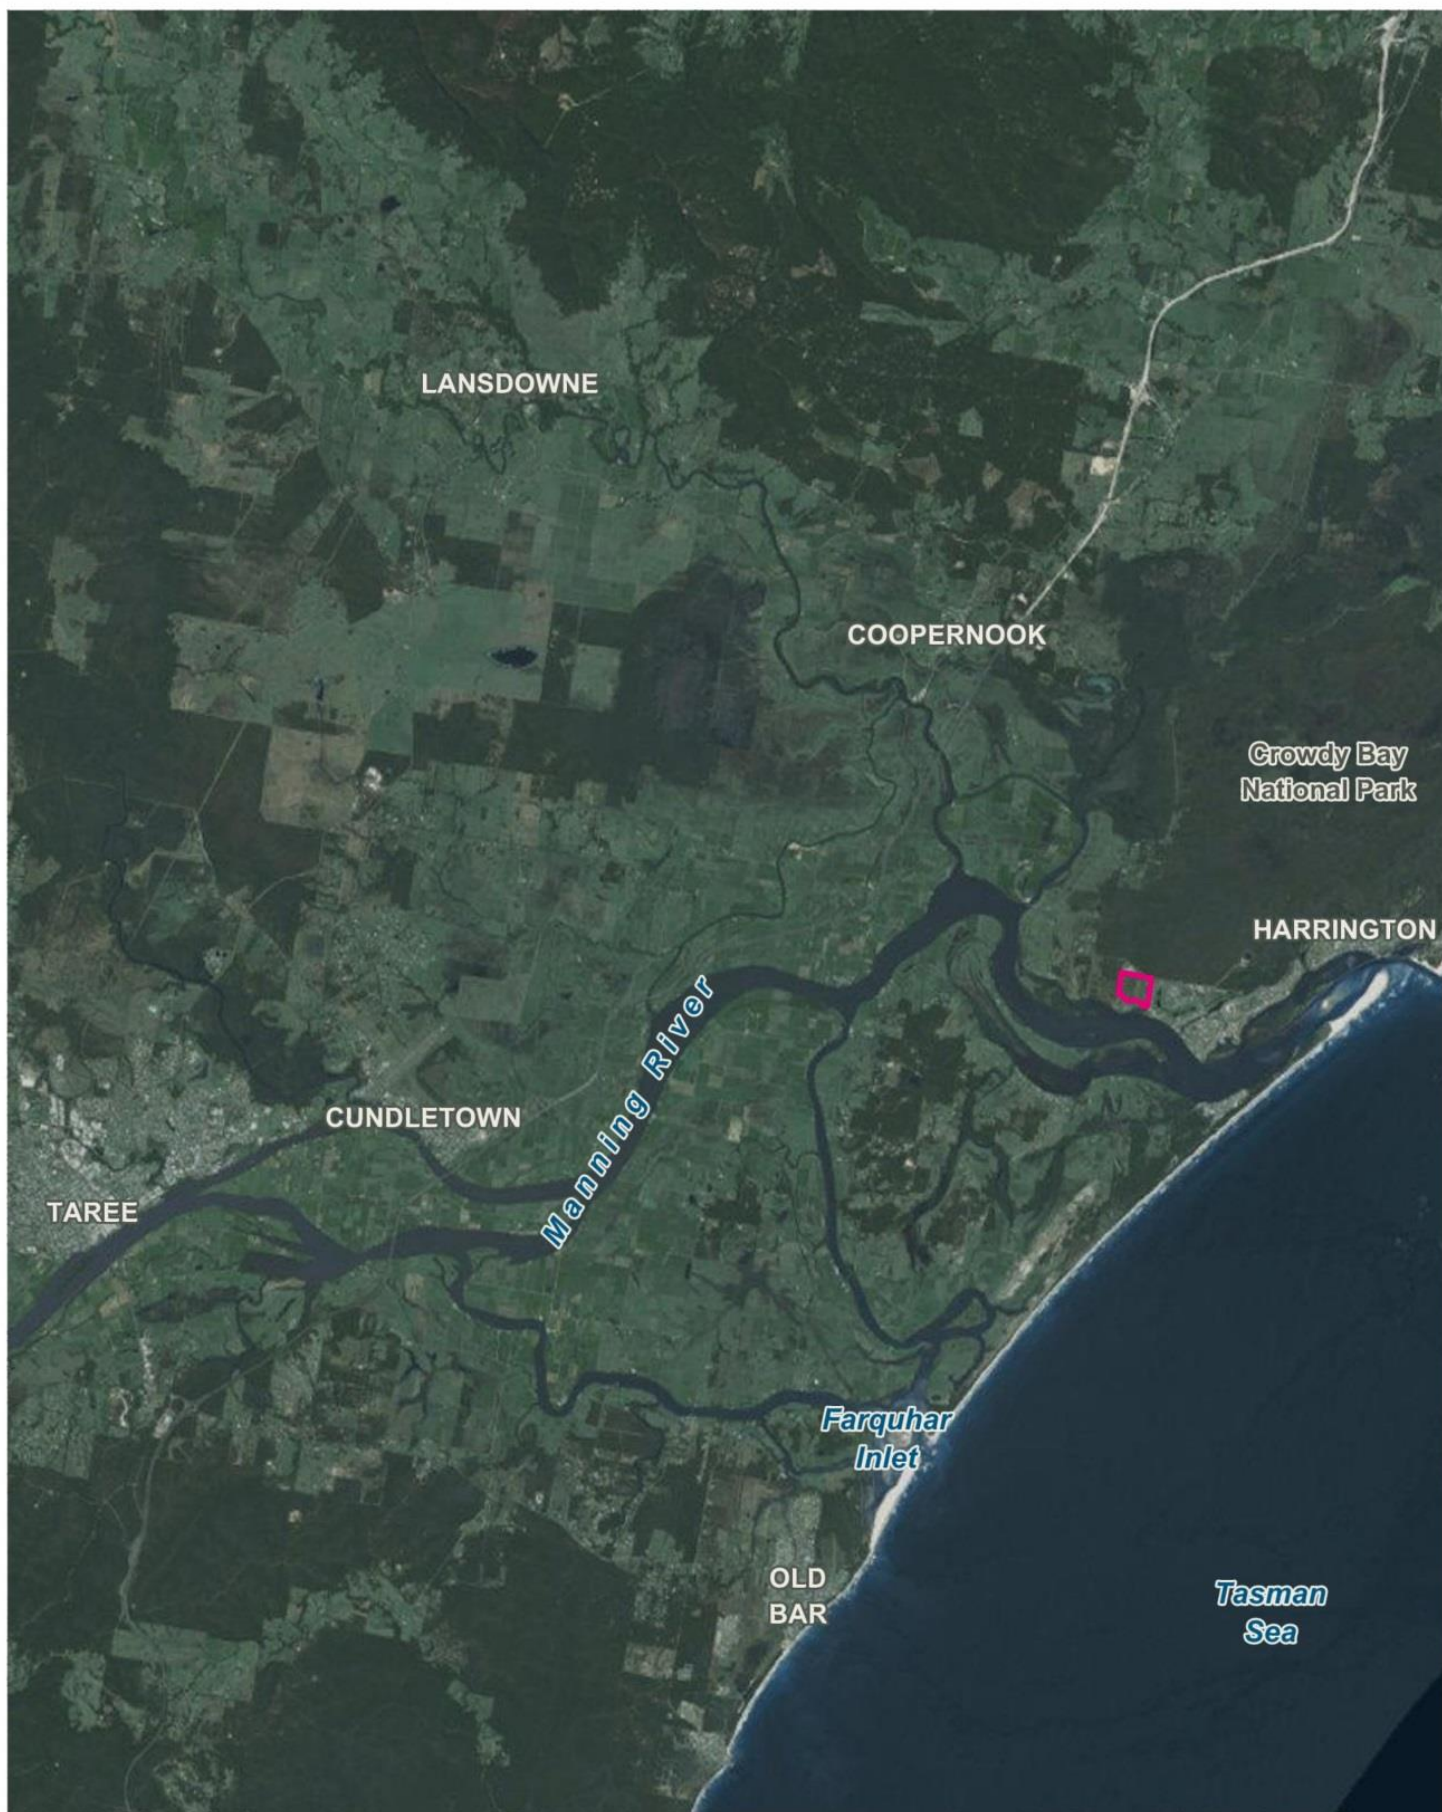 LANSDOWNE
COOPERNOOK
Crowdy Bay
National Park
HARRINGTON
Manning River
CUNDLETOWN
TAREE
Farquhar
Inlet
OLD
BAR
Tasman
Sea